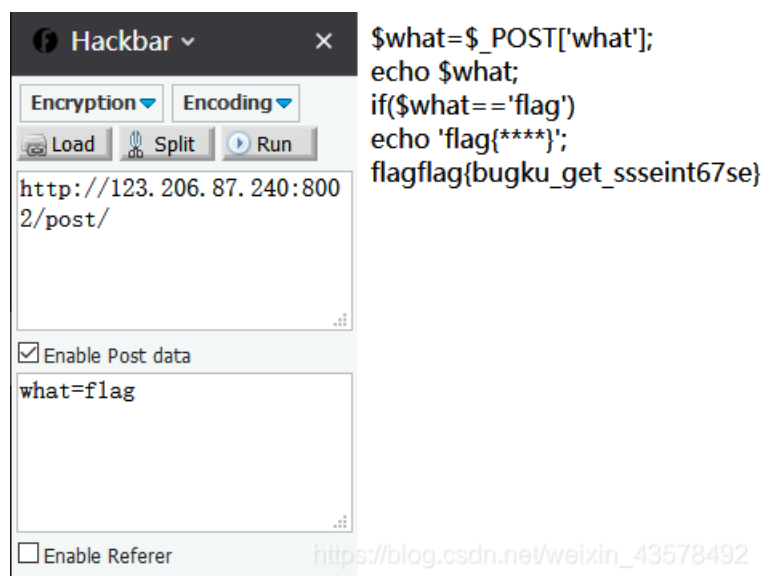 Hackbar
Encryption Encoding
Load Split Run
http://123.206.87.240:800
2/post/
Enable Post data
what=flag
Enable Referer
$what=$_POST['what'];
echo $what;
if($what=='flag')
echo 'flag{****}';
flagflag{bugku_get_ssseint67se}
https://blog.csdn.net/weixin_43578492